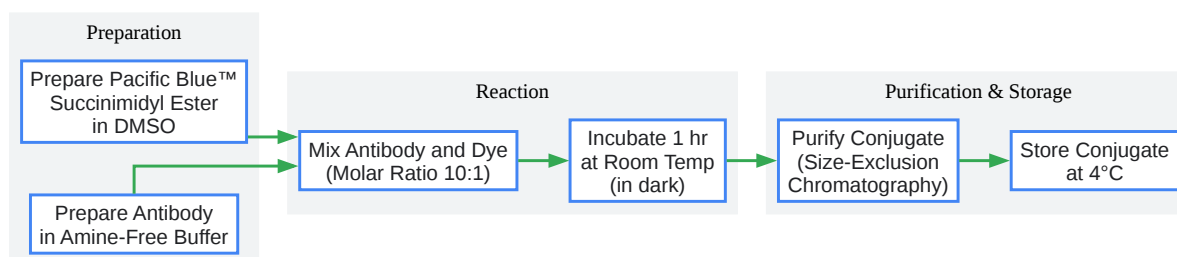 Preparation
Prepare Pacific Blue™
Succinimidyl Ester
in DMSO
Prepare Antibody
in Amine-Free Buffer
Reaction
Mix Antibody and Dye
(Molar Ratio 10:1)
Incubate 1 hr
at Room Temp
(in dark)
Purification & Storage
Purify Conjugate
(Size-Exclusion
Chromatography)
Store Conjugate
at 4°C